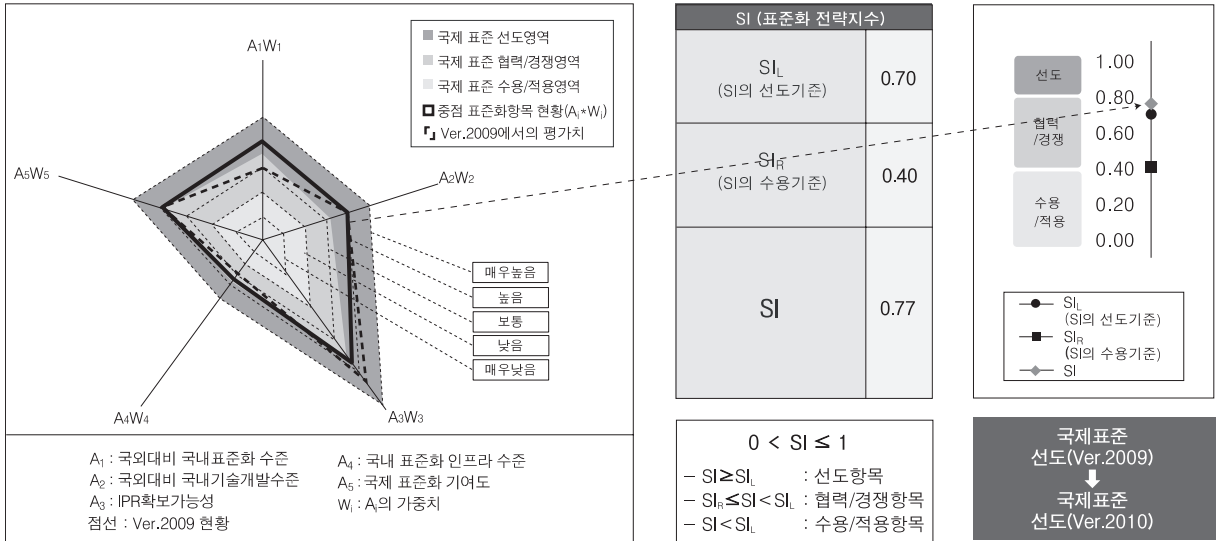 A₁W₁
A₂W₂
A₃W₃
A₄W₄
A₅W₅
국제 표준 선도영역
국제 표준 협력/경쟁영역
국제 표준 수용/적용영역
중점 표준화항목 현황(Aᵢ*Wᵢ)
Ver.2009에서의 평가치
매우높음
높음
보통
낮음
매우낮음
A₁ : 국외대비 국내표준화 수준
A₂ : 국외대비 국내기술개발수준
A₃ : IPR확보가능성
점선 : Ver.2009 현황
A₄ : 국내 표준화 인프라 수준
A₅ : 국제 표준화 기여도
Wᵢ : Aᵢ의 가중치
SI (표준화 전략지수)
SI_L
(SI의 선도기준)
0.70
SI_R
(SI의 수용기준)
0.40
SI
0.77
0 < SI ≤ 1
– SI≥SI_L : 선도항목
– SI_R≤SI<SI_L : 협력/경쟁항목
– SI<SI_L : 수용/적용항목
선도
협력
/경쟁
수용
/적용
1.00
0.80
0.60
0.40
0.20
0.00
SI_L
(SI의 선도기준)
SI_R
(SI의 수용기준)
SI
국제표준
선도(Ver.2009)
국제표준
선도(Ver.2010)